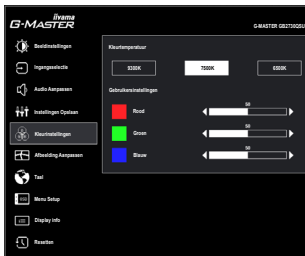 iiyama
G-MASTER
G-MASTER GB2730QSU
Beeldinstellingen
Ingangsselectie
Audio Aanpassen
Instellingen Opslaan
Kleurinstellingen
Afbeelding Aanpassen
Taal
Menu Setup
Display info
Resetten
Kleurtemperatuur
9300K
7500K
6500K
Gebruikersinstellingen
Rood
50
Groen
50
Blauw
50